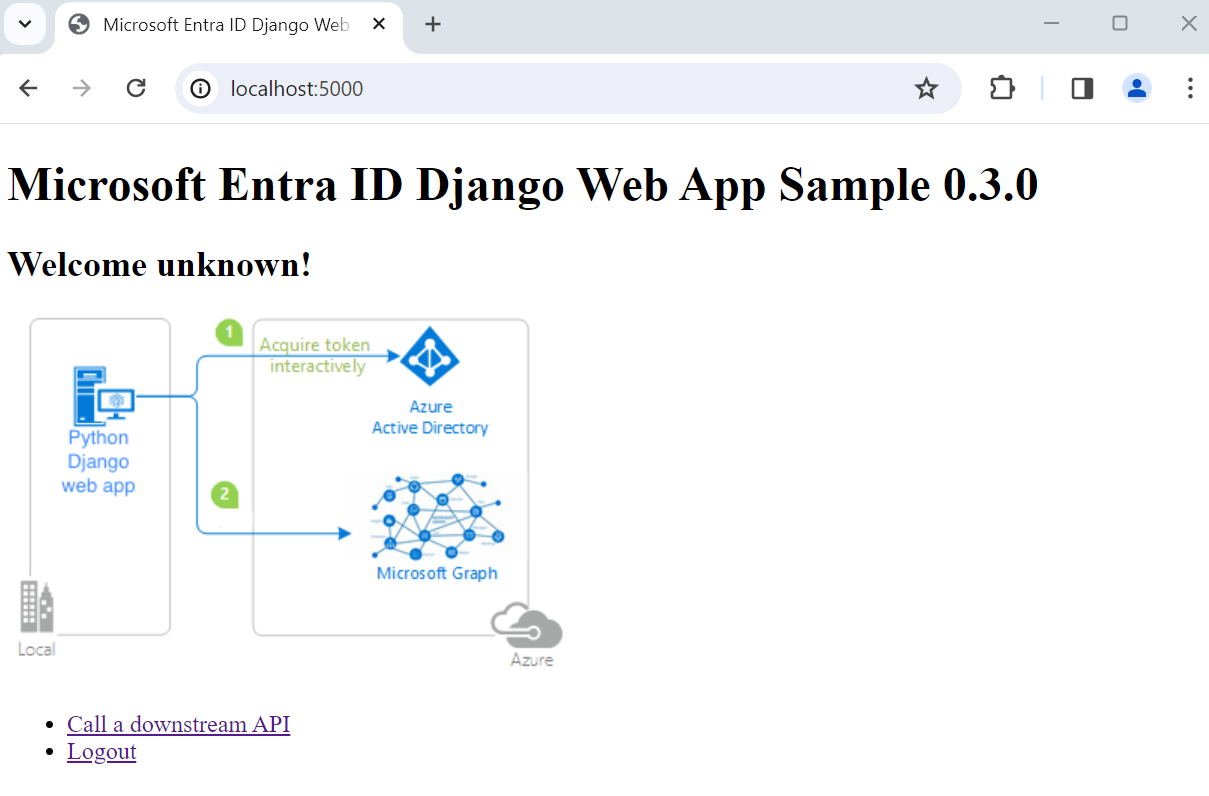 Microsoft Entra ID Django Web
localhost:5000
Microsoft Entra ID Django Web App Sample 0.3.0
Welcome unknown!
1
Acquire token
interactively
Azure
Active Directory
Python
Django
web app
2
Microsoft Graph
Local
Azure
Call a downstream API
Logout